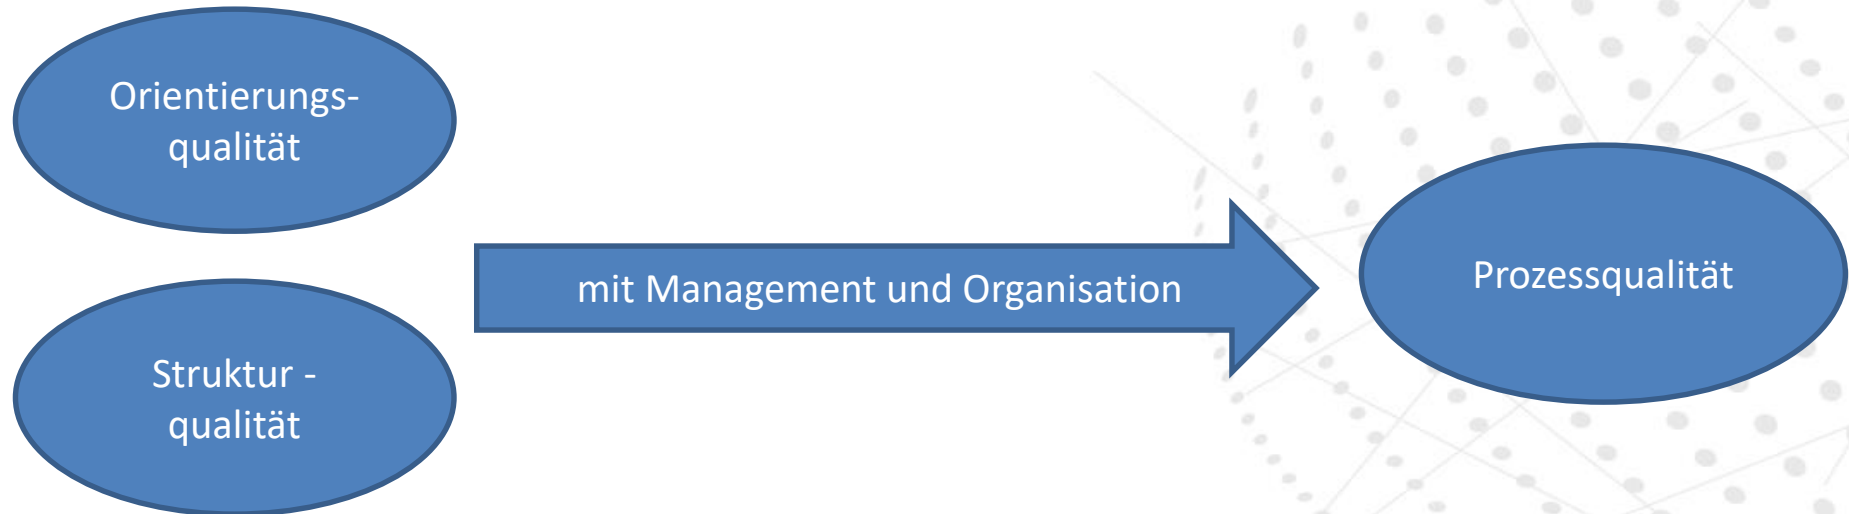 Orientierungs-
qualität
Struktur -
qualität
mit Management und Organisation
Prozessqualität